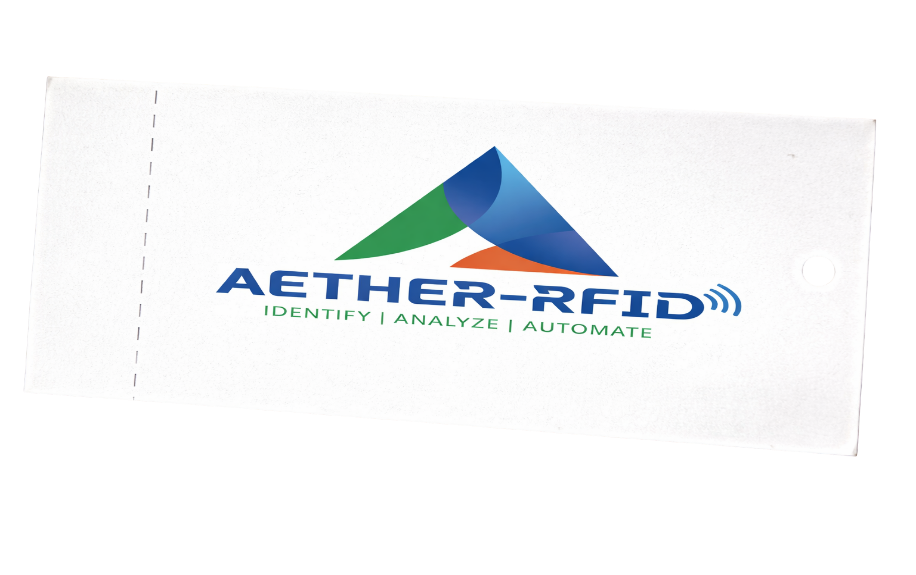 AETHER-RFID
IDENTIFY | ANALYZE | AUTOMATE